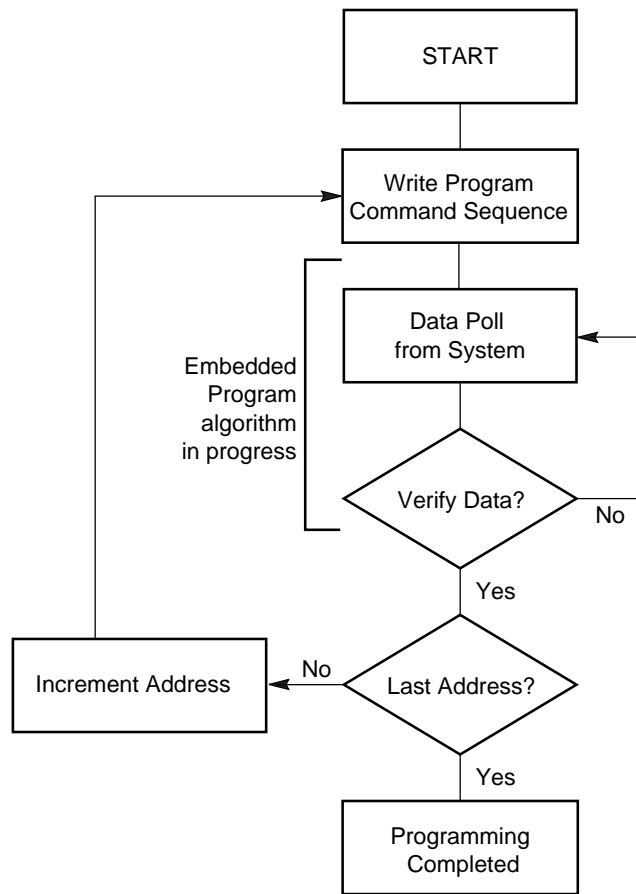 START
Write Program
Command Sequence
Data Poll
from System
Embedded
Program
algorithm
in progress
Verify Data?
No
Yes
Last Address?
No
Increment Address
Yes
Programming
Completed